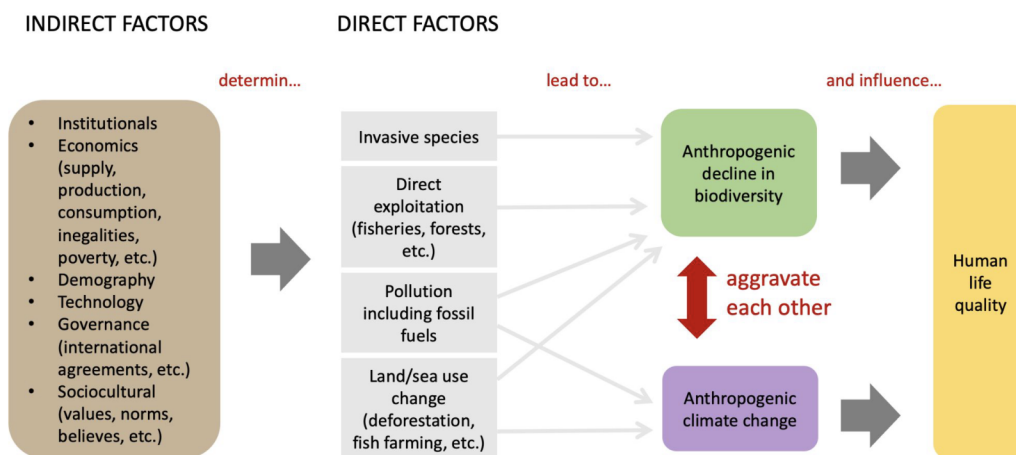 INDIRECT FACTORS
DIRECT FACTORS
determin...
lead to...
and influence...
• Institutionals
• Economics
(supply,
production,
consumption,
inegalities,
poverty, etc.)
• Demography
• Technology
• Governance
(international
agreements, etc.)
• Sociocultural
(values, norms,
believes, etc.)
Invasive species
Direct
exploitation
(fisheries, forests,
etc.)
Pollution
including fossil
fuels
Land/sea use
change
(deforestation,
fish farming, etc.)
Anthropogenic
decline in
biodiversity
aggravate
each other
Anthropogenic
climate change
Human
life
quality